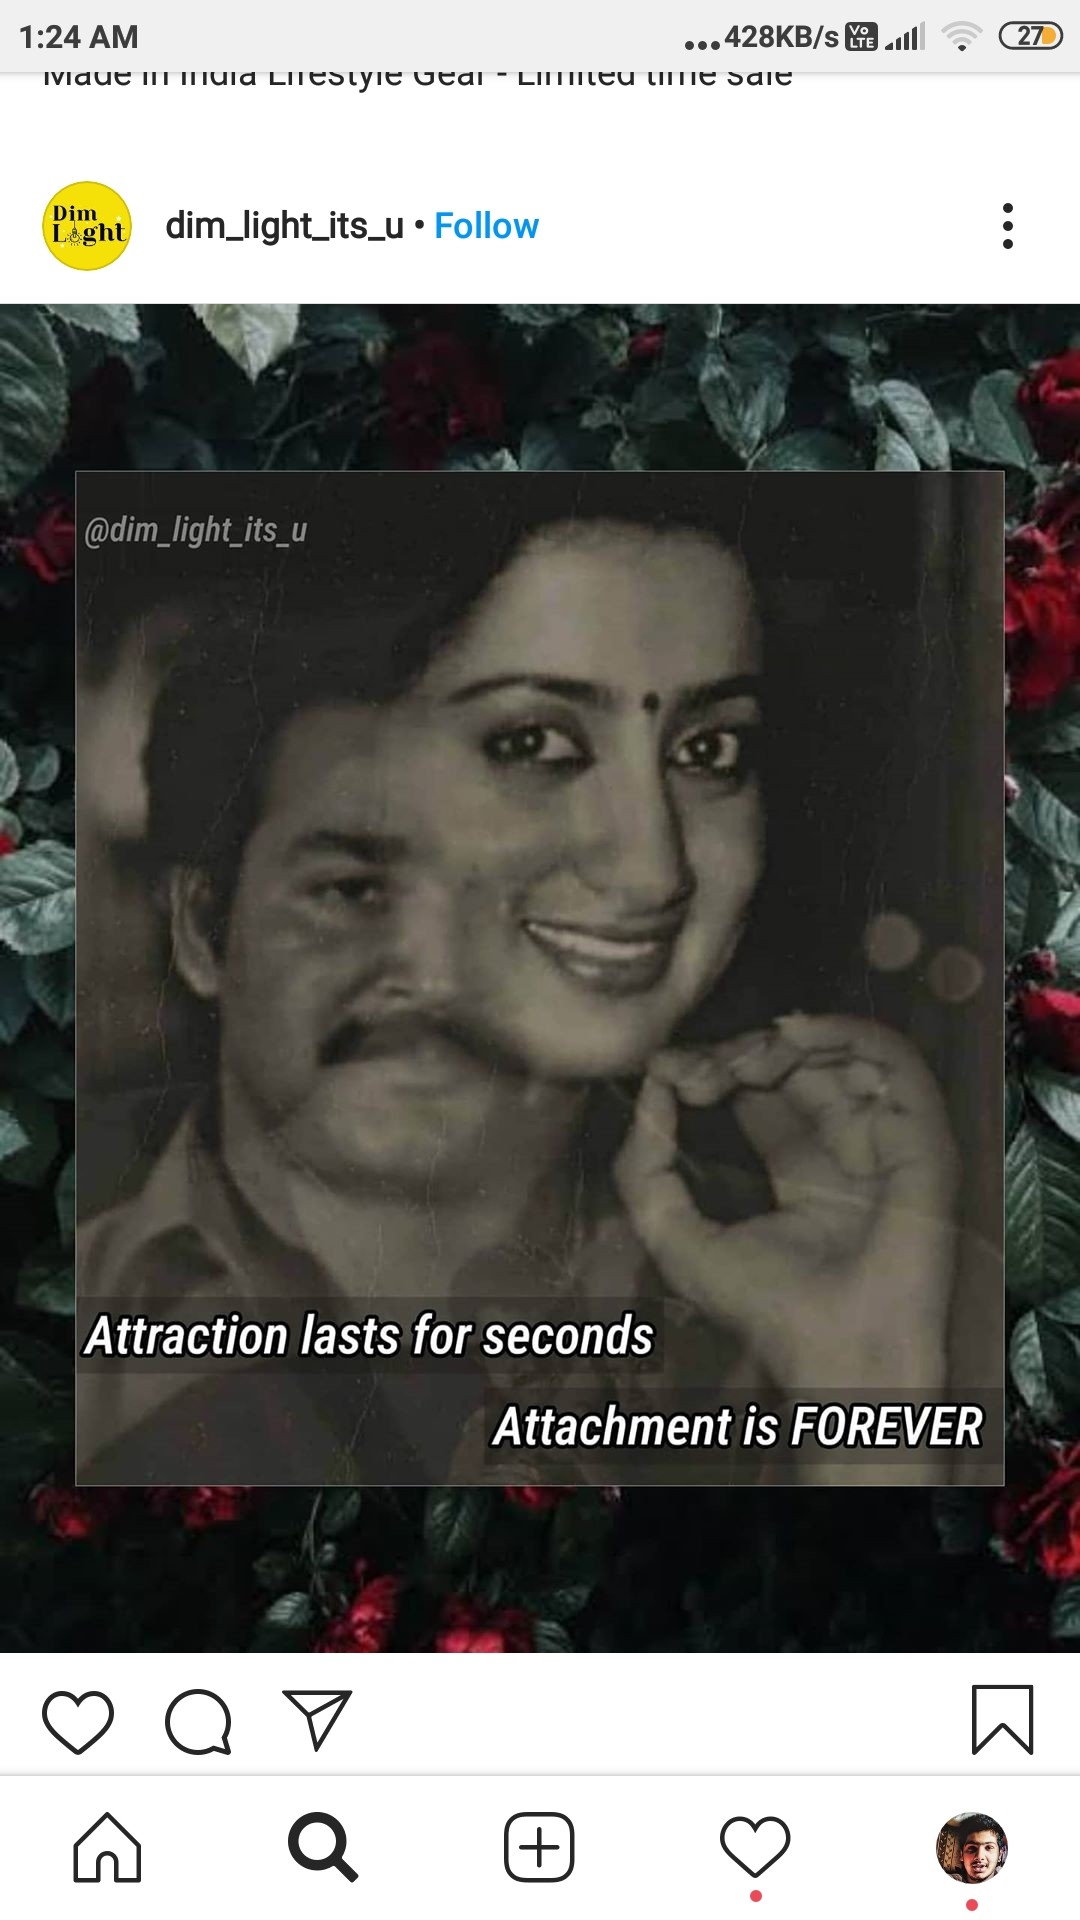 1:24 AM
...428KB/s Vo LTE 27
Made in India Lifestyle Gear - Limited time sale
Dim
Light
dim_light_its_u • Follow
@dim_light_its_u
Attraction lasts for seconds
Attachment is FOREVER